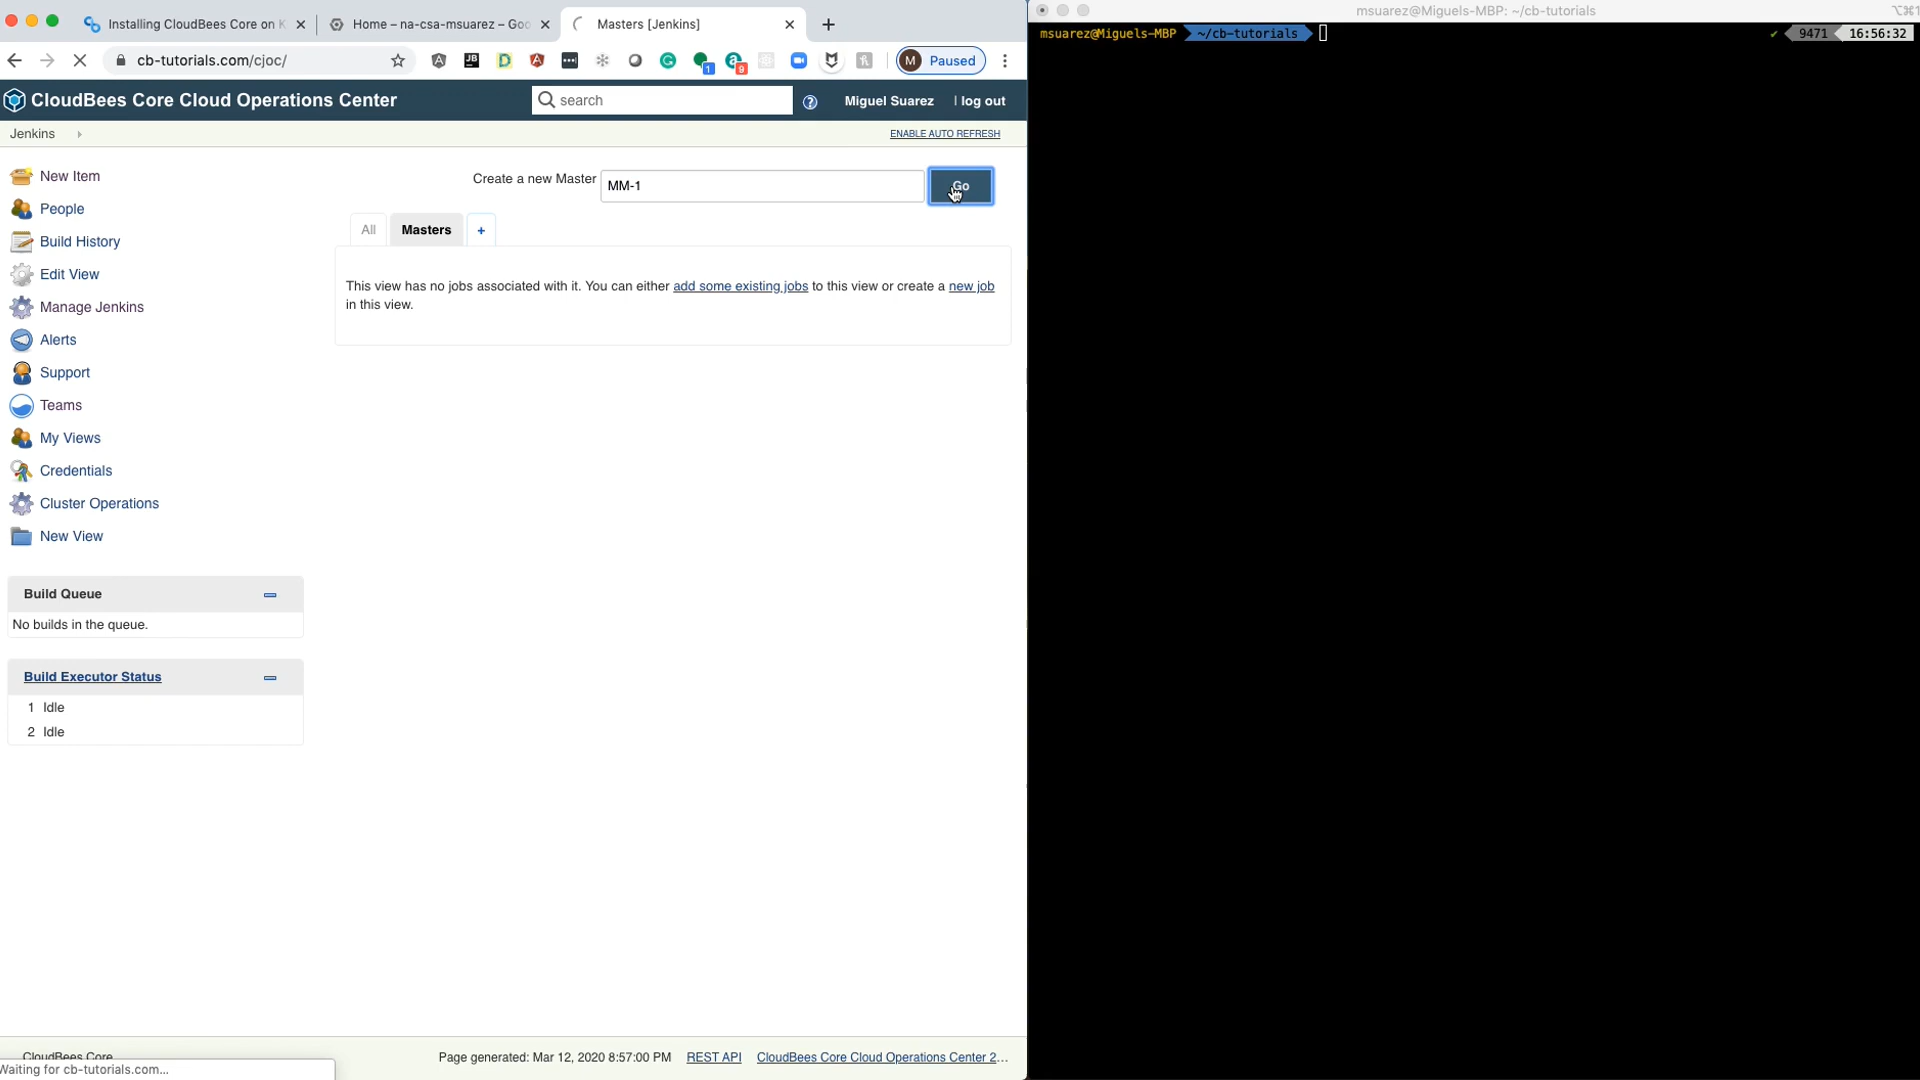 Installing CloudBees Core on K
Home – na-csa-msuarez – Goo
Masters [Jenkins]
cb-tutorials.com/cjoc/
M Paused
CloudBees Core Cloud Operations Center
search
Miguel Suarez
| log out
Jenkins
ENABLE AUTO REFRESH
New Item
People
Build History
Edit View
Manage Jenkins
Alerts
Support
Teams
My Views
Credentials
Cluster Operations
New View
Create a new Master
MM-1
Go
All
Masters
+
This view has no jobs associated with it. You can either add some existing jobs to this view or create a new job
in this view.
Build Queue
No builds in the queue.
Build Executor Status
1 Idle
2 Idle
CloudBees Core
Page generated: Mar 12, 2020 8:57:00 PM
REST API
CloudBees Core Cloud Operations Center 2...
Waiting for cb-tutorials.com...
msuarez@Miguels-MBP: ~/cb-tutorials
⌥⌘1
msuarez@Miguels-MBP ~/cb-tutorials
✔ 9471 16:56:32